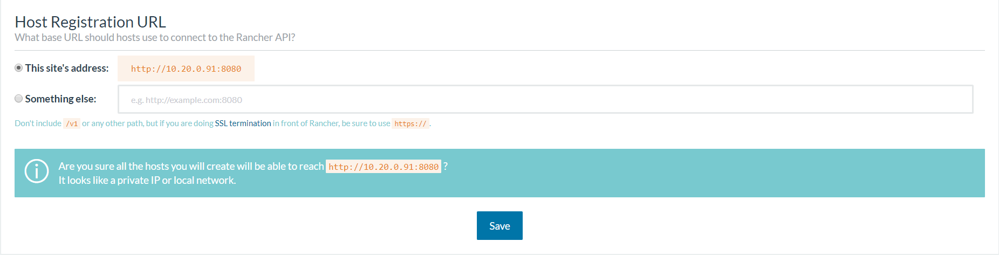 Host Registration URL
What base URL should hosts use to connect to the Rancher API?
This site's address: http://10.20.0.91:8080
Something else: e.g. http://example.com:8080
Don't include /v1 or any other path, but if you are doing SSL termination in front of Rancher, be sure to use https:// .
Are you sure all the hosts you will create will be able to reach http://10.20.0.91:8080 ?
It looks like a private IP or local network.
Save